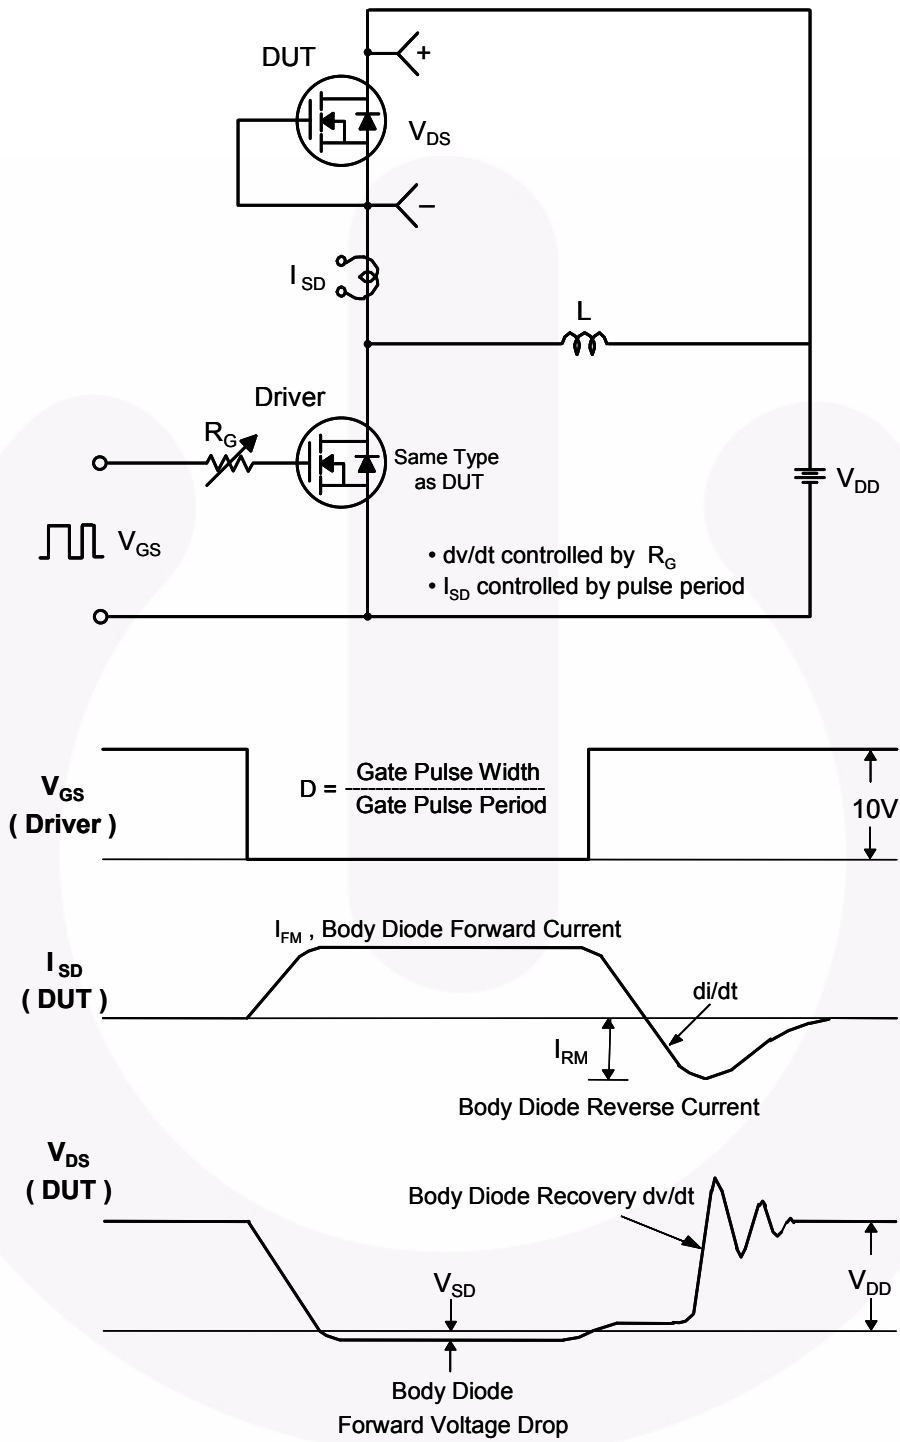 DUT
+
V_DS
–
I_SD
L
Driver
R_G
Same Type
as DUT
V_DD
V_GS
• dv/dt controlled by R_G
• I_SD controlled by pulse period
V_GS
( Driver )
D = Gate Pulse Width
--------------------------
Gate Pulse Period
10V
I_FM , Body Diode Forward Current
I_SD
( DUT )
di/dt
I_RM
Body Diode Reverse Current
V_DS
( DUT )
Body Diode Recovery dv/dt
V_SD
V_DD
Body Diode
Forward Voltage Drop